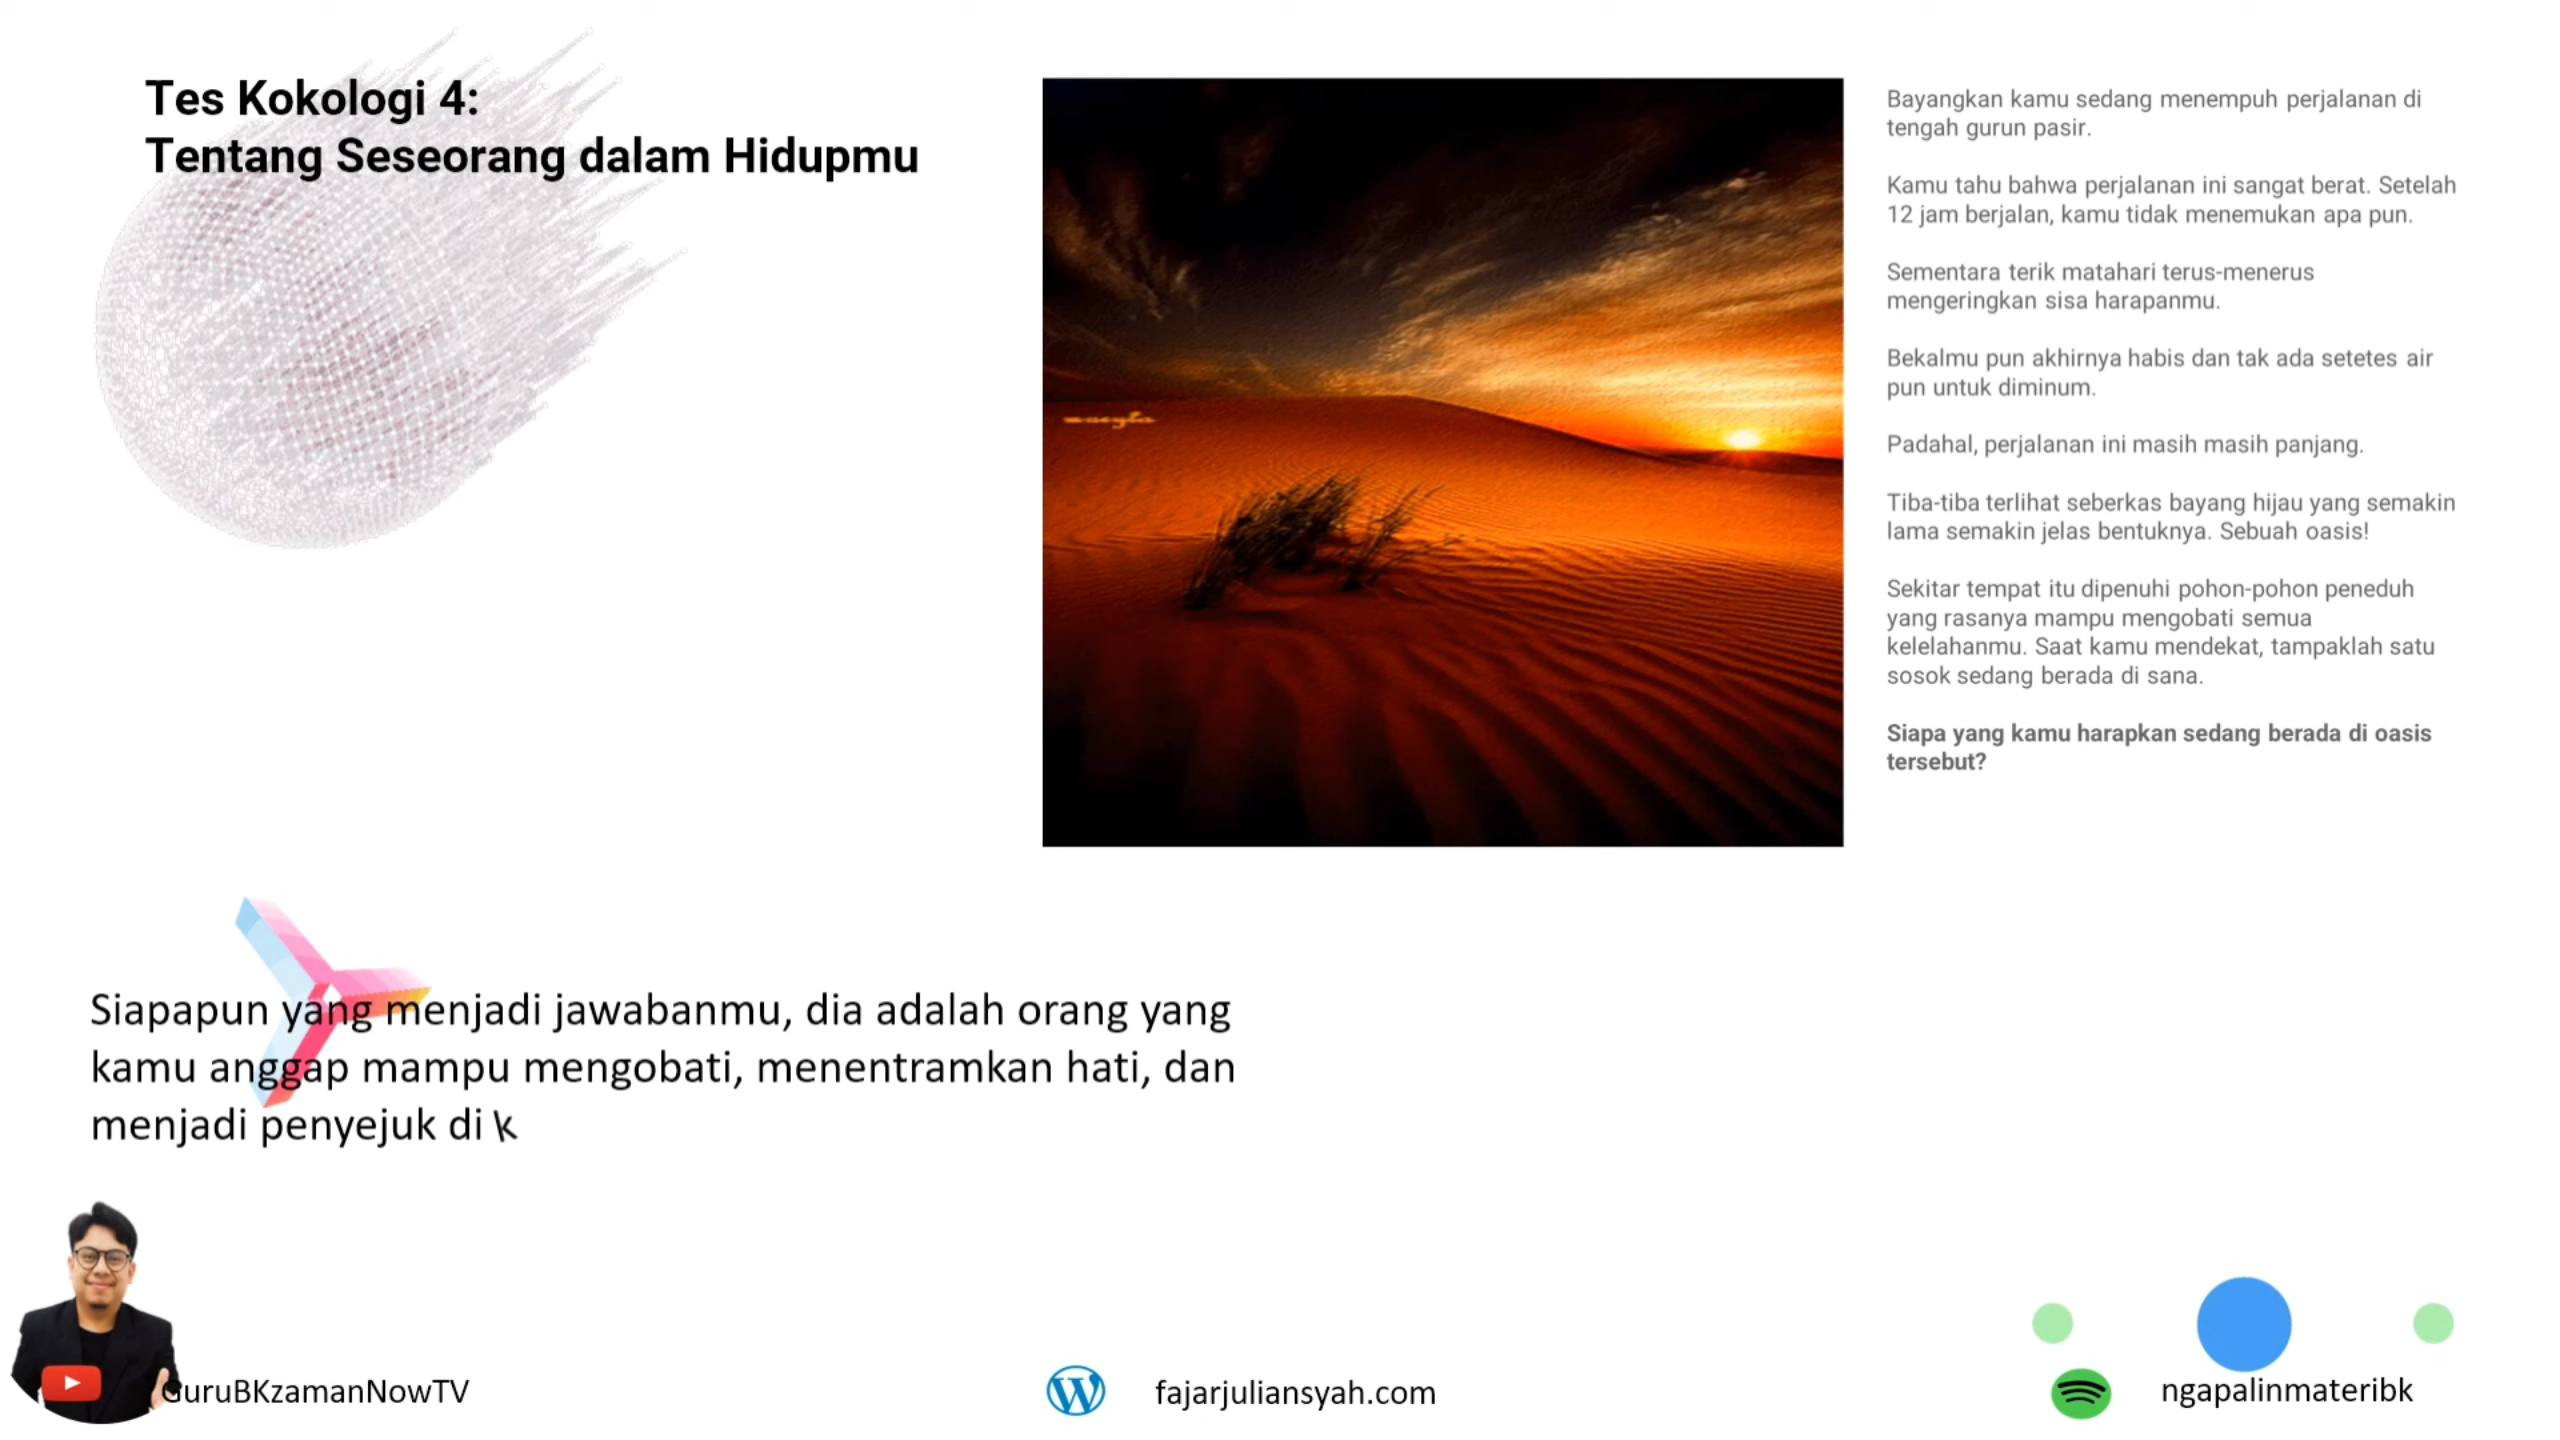 Tes Kokologi 4:
Tentang Seseorang dalam Hidupmu
Bayangkan kamu sedang menempuh perjalanan di
tengah gurun pasir.
Kamu tahu bahwa perjalanan ini sangat berat. Setelah
12 jam berjalan, kamu tidak menemukan apa pun.
Sementara terik matahari terus-menerus
mengeringkan sisa harapanmu.
Bekalmu pun akhirnya habis dan tak ada setetes air
pun untuk diminum.
Padahal, perjalanan ini masih masih panjang.
Tiba-tiba terlihat seberkas bayang hijau yang semakin
lama semakin jelas bentuknya. Sebuah oasis!
Sekitar tempat itu dipenuhi pohon-pohon peneduh
yang rasanya mampu mengobati semua
kelelahanmu. Saat kamu mendekat, tampaklah satu
sosok sedang berada di sana.
Siapa yang kamu harapkan sedang berada di oasis
tersebut?
Siapapun yang menjadi jawabanmu, dia adalah orang yang
kamu anggap mampu mengobati, menentramkan hati, dan
menjadi penyejuk di k
GuruBKzamanNowTV
fajarjuliansyah.com
ngapalinmateribk